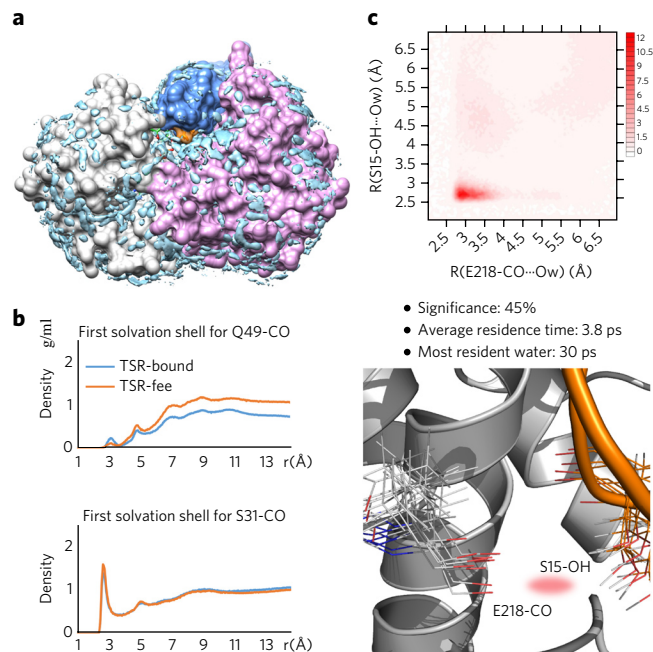 a
b
First solvation shell for Q49-CO
g/ml
Density
2
1
0
TSR-bound
TSR-fee
1 3 5 7 9 11 13 r(Å)
First solvation shell for S31-CO
Density
2
1
0
1 3 5 7 9 11 13 r(Å)
c
R(S15-OH···Ow) (Å)
6.5
6
5.5
5
4.5
4
3.5
3
2.5
2.5 3 3.5 4 4.5 5 5.5 6 6.5
R(E218-CO···Ow) (Å)
12
10.5
9
7.5
6
4.5
3
1.5
0
• Significance: 45%
• Average residence time: 3.8 ps
• Most resident water: 30 ps
S15-OH
E218-CO